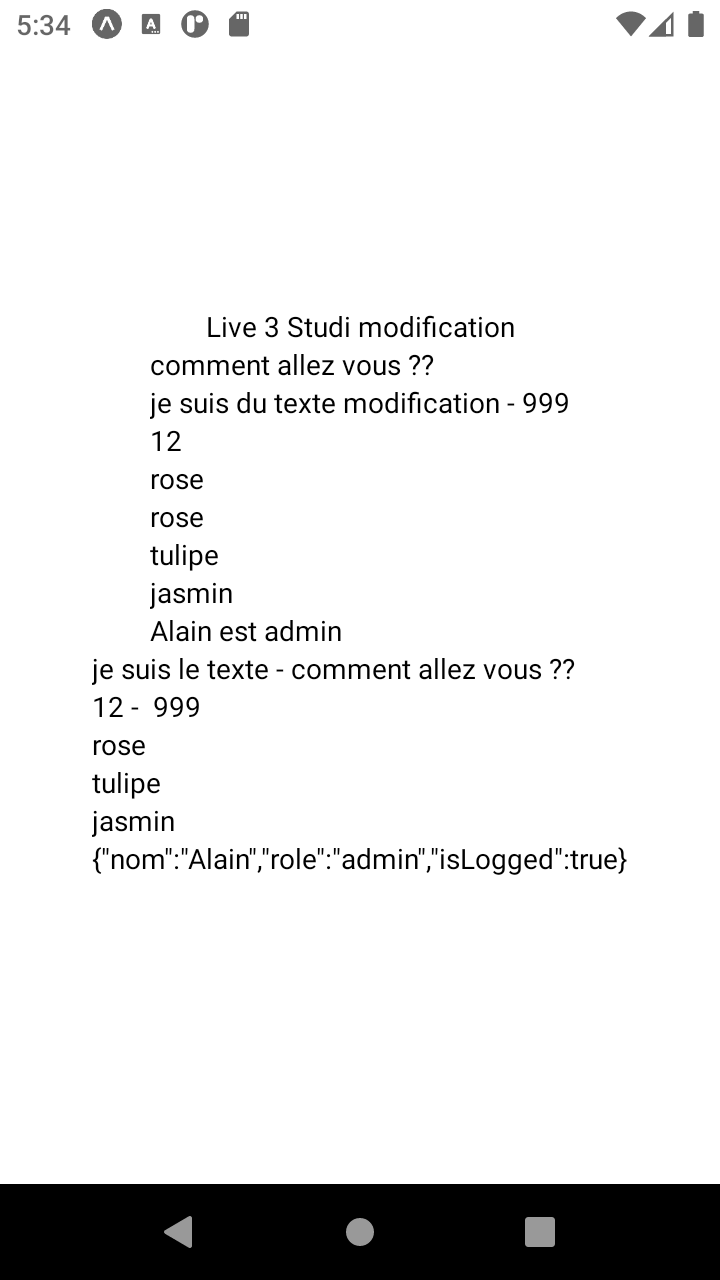 5:34
Live 3 Studi modification
comment allez vous ??
je suis du texte modification - 999
12
rose
rose
tulipe
jasmin
Alain est admin
je suis le texte - comment allez vous ??
12 -  999
rose
tulipe
jasmin
{"nom":"Alain","role":"admin","isLogged":true}